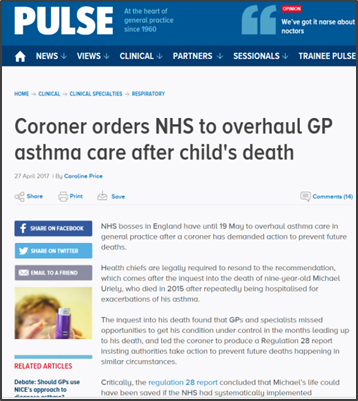 PULSE
At the heart of
general practice
since 1960
OPINION
We've got it narse about
noctors
NEWS
VIEWS
CLINICAL
PARTNERS
SESSIONALS
TRAINEE PULSE
HOME → CLINICAL → CLINICAL SPECIALTIES → RESPIRATORY
Coroner orders NHS to overhaul GP
asthma care after child's death
27 April 2017 | By Caroline Price
Share
Print
Save
Comments (14)
SHARE ON FACEBOOK
SHARE ON TWITTER
EMAIL TO A FRIEND
NHS bosses in England have until 19 May to overhaul asthma care in
general practice after a coroner has demanded action to prevent future
deaths.
Health chiefs are legally required to resond to the recommendation,
which comes after the inquest into the death of nine-year-old Michael
Uriely, who died in 2015 after repeatedly being hospitalised for
exacerbations of his asthma.
The inquest into his death found that GPs and specialists missed
opportunities to get his condition under control in the months leading up
to his death, and led the coroner to produce a Regulation 28 report
insisting authorities take action to prevent future deaths happening in
similar circumstances.
Critically, the regulation 28 report concluded that Michael's life could
have been saved if the NHS had systematically implemented
RELATED ARTICLES
Debate: Should GPs use
NICE's approach to